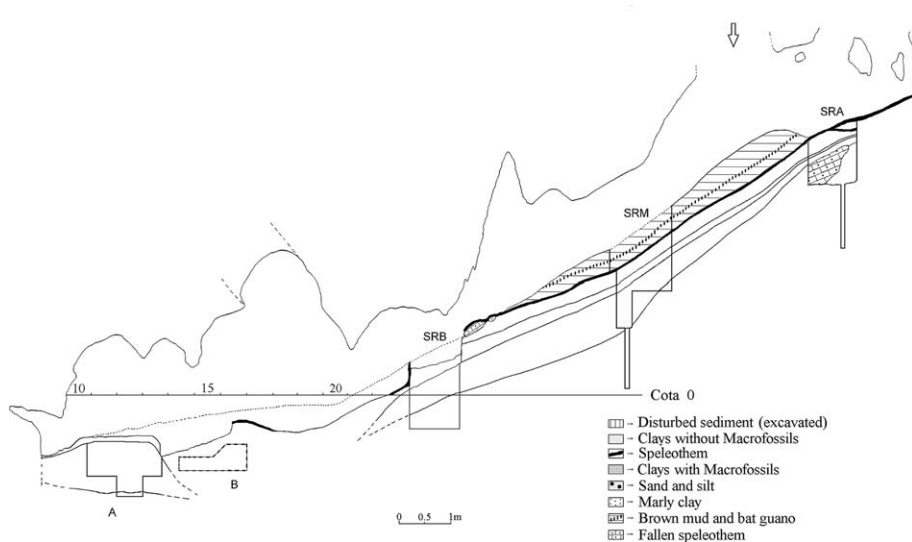 SRA
SRM
SRB
10 15 20
Cota 0
- Disturbed sediment (excavated)
- Clays without Macrofossils
- Speleothem
- Clays with Macrofossils
- Sand and silt
- Marly clay
- Brown mud and bat guano
- Fallen speleothem
A
B
0 0.5 1m